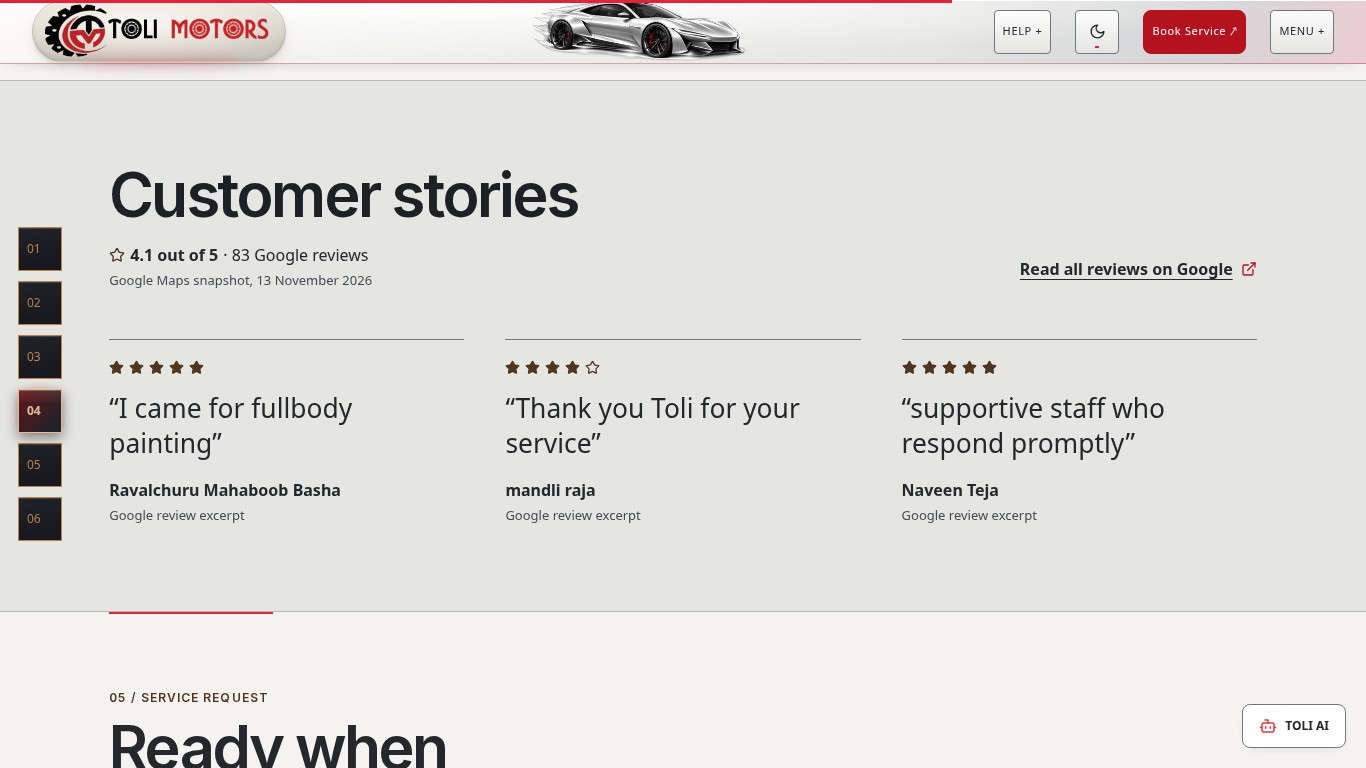 TOLI MOTORS
HELP +
Book Service ↗
MENU +
Customer stories
4.1 out of 5 · 83 Google reviews
Google Maps snapshot, 13 November 2026
Read all reviews on Google
01
02
03
04
05
06
“I came for fullbody
painting”
Ravalchuru Mahaboob Basha
Google review excerpt
“Thank you Toli for your
service”
mandli raja
Google review excerpt
“supportive staff who
respond promptly”
Naveen Teja
Google review excerpt
05 / SERVICE REQUEST
Ready when
TOLI AI